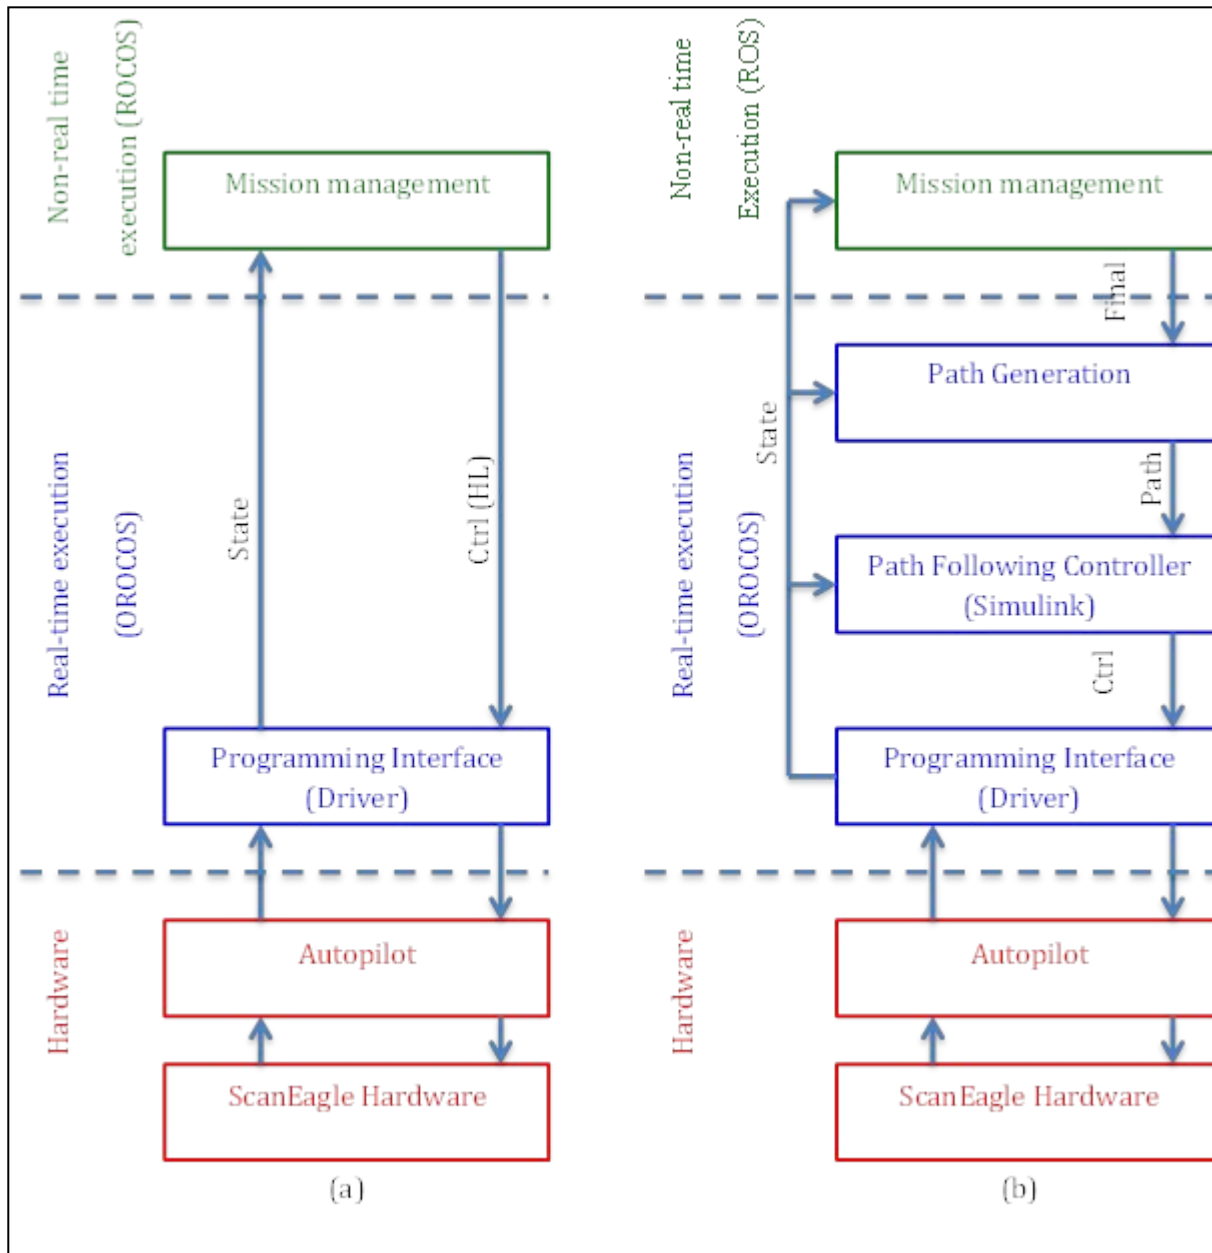 Non-real time
execution (ROCOS)
Mission management
State
Ctrl (HL)
Real-time execution
(OROCOS)
Programming Interface
(Driver)
Hardware
Autopilot
ScanEagle Hardware
(a)
Non-real time
Execution (ROS)
Mission management
Final
Path Generation
State
Path
Real-time execution
(OROCOS)
Path Following Controller
(Simulink)
Ctrl
Programming Interface
(Driver)
Hardware
Autopilot
ScanEagle Hardware
(b)